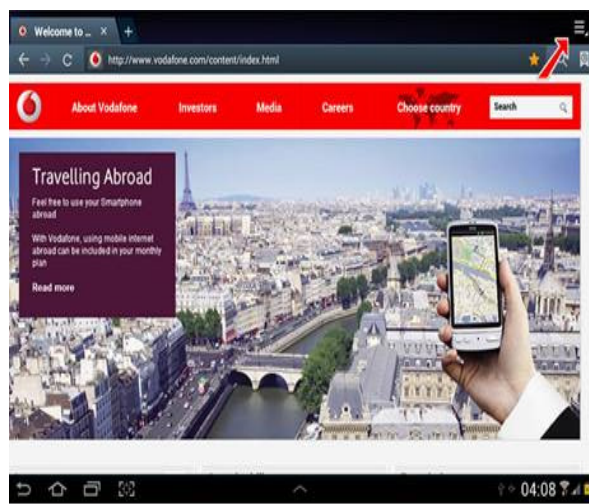 Welcome to ...
http://www.vodafone.com/content/index.html
About Vodafone Investors Media Careers Choose country Search
Travelling Abroad
Feel free to use your Smartphone
abroad
With Vodafone, using mobile internet
abroad can be included in your monthly
plan
Read more
04:08